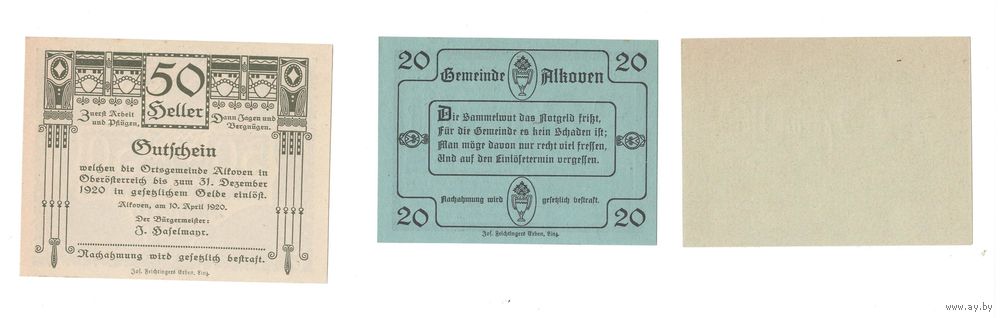 50
Heller
Zuerst Arbeit
und Pflügen,
Dann Jagen und
Vergnügen.
Gutschein
welchen die Ortsgemeinde Alkoven in
Oberösterreich bis zum 31. Dezember
1920 in gesetzlichem Gelde einlöst.
Alkoven, am 10. April 1920.
Der Bürgermeister:
J. Haselmayr.
Nachahmung wird gesetzlich bestraft.
Jos. Feichtingers Erben, Linz.
20 20
Gemeinde Alkoven
Die Sammelwut das Notgeld frißt,
Für die Gemeinde es kein Schaden ist;
Man möge davon nur recht viel fressen,
Und auf den Einlösetermin vergessen.
Nachahmung wird gesetzlich bestraft.
20 20
Jos. Feichtingers Erben, Linz.
www.ay.by